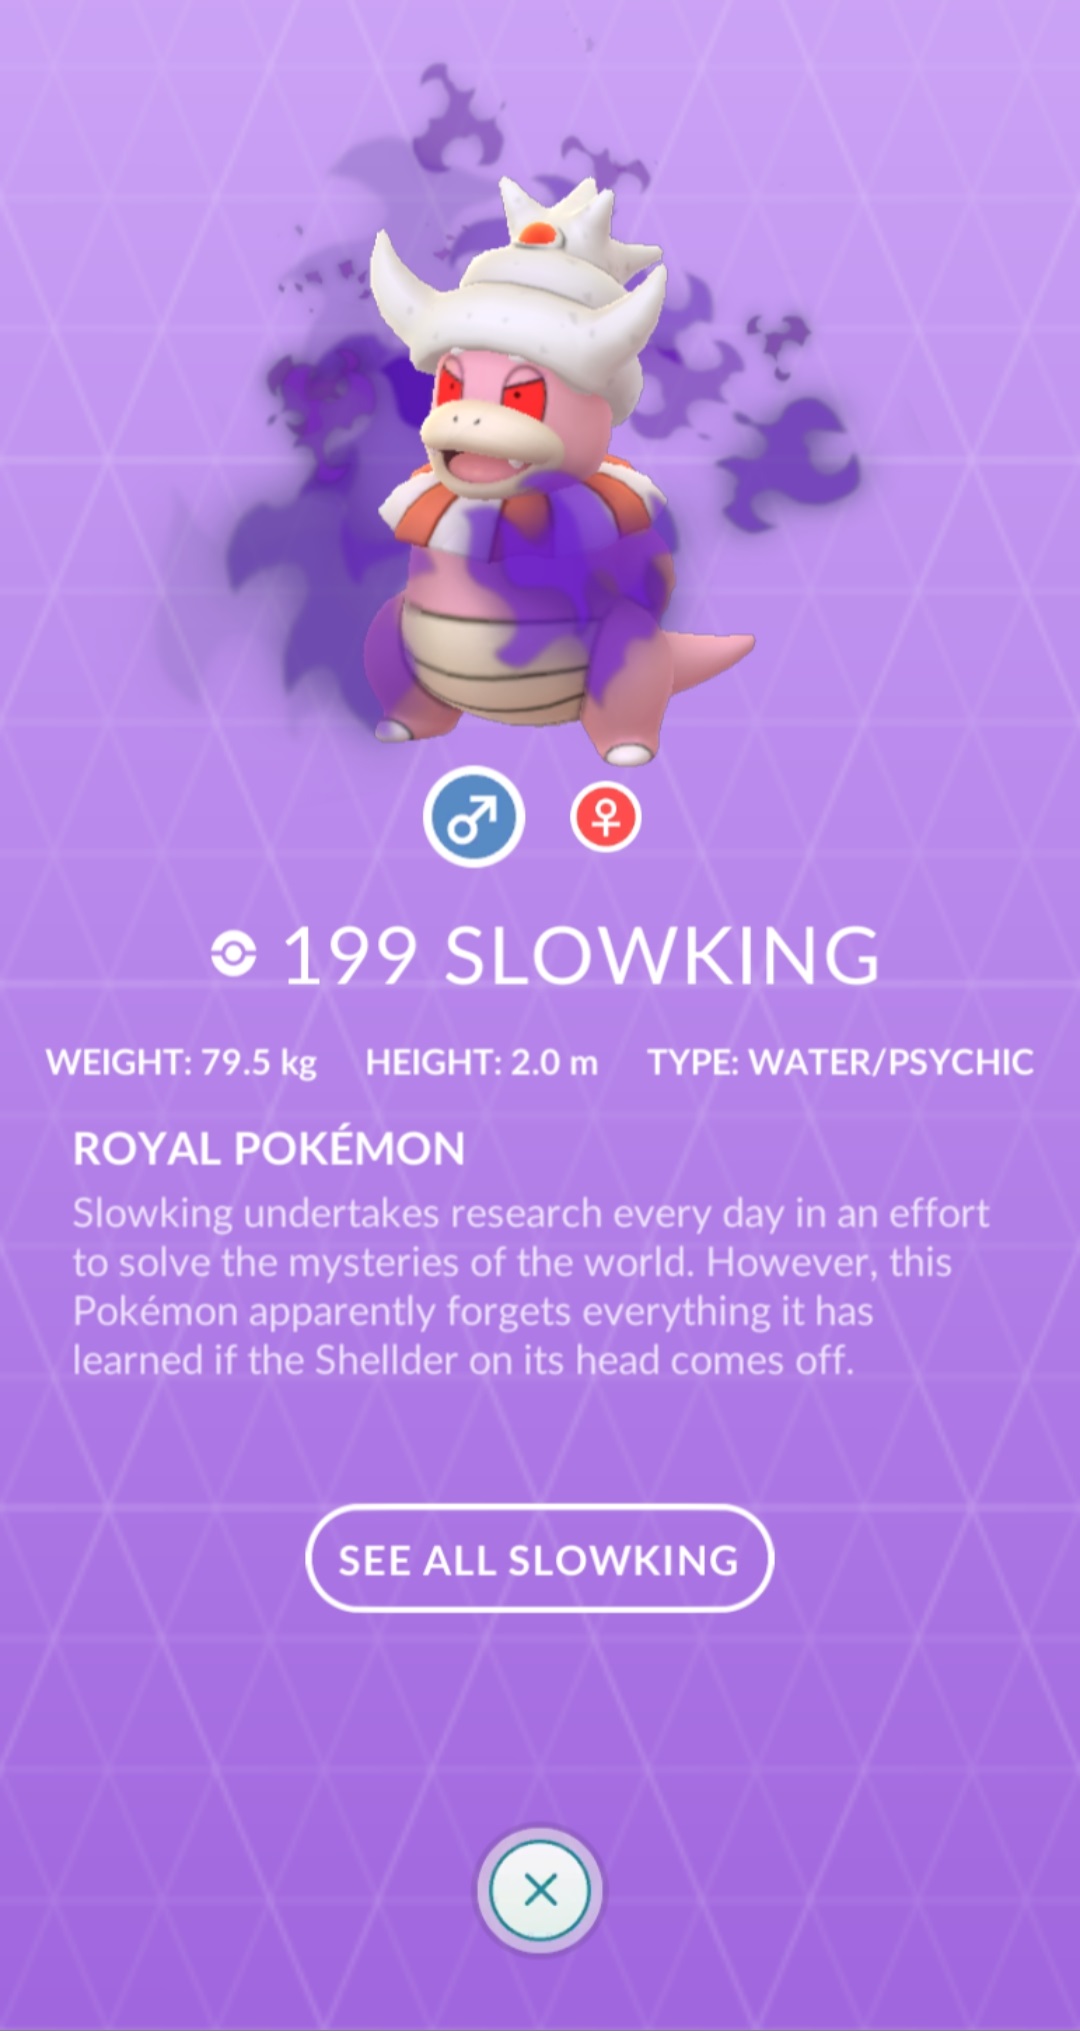 199 SLOWKING
WEIGHT: 79.5 kg HEIGHT: 2.0 m TYPE: WATER/PSYCHIC
ROYAL POKÉMON
Slowking undertakes research every day in an effort
to solve the mysteries of the world. However, this
Pokémon apparently forgets everything it has
learned if the Shellder on its head comes off.
SEE ALL SLOWKING